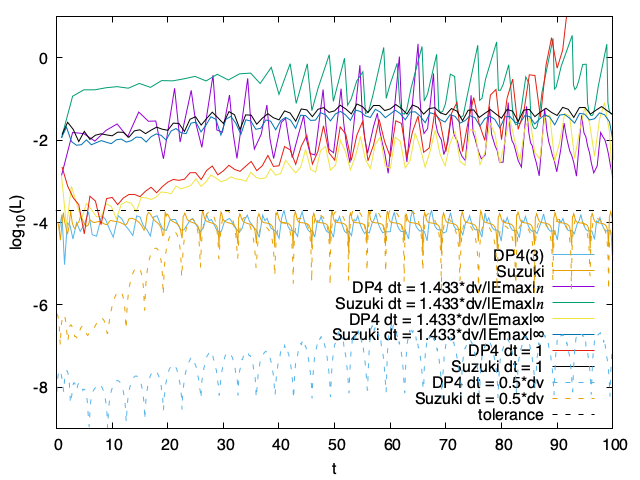 0
-2
-4
-6
-8
log10(L)
DP4(3)
Suzuki
DP4 dt = 1.433*dv/|Emax|n
Suzuki dt = 1.433*dv/|Emax|n
DP4 dt = 1.433*dv/|Emax|∞
Suzuki dt = 1.433*dv/|Emax|∞
DP4 dt = 1
Suzuki dt = 1
DP4 dt = 0.5*dv
Suzuki dt = 0.5*dv
tolerance
0 10 20 30 40 50 60 70 80 90 100
t